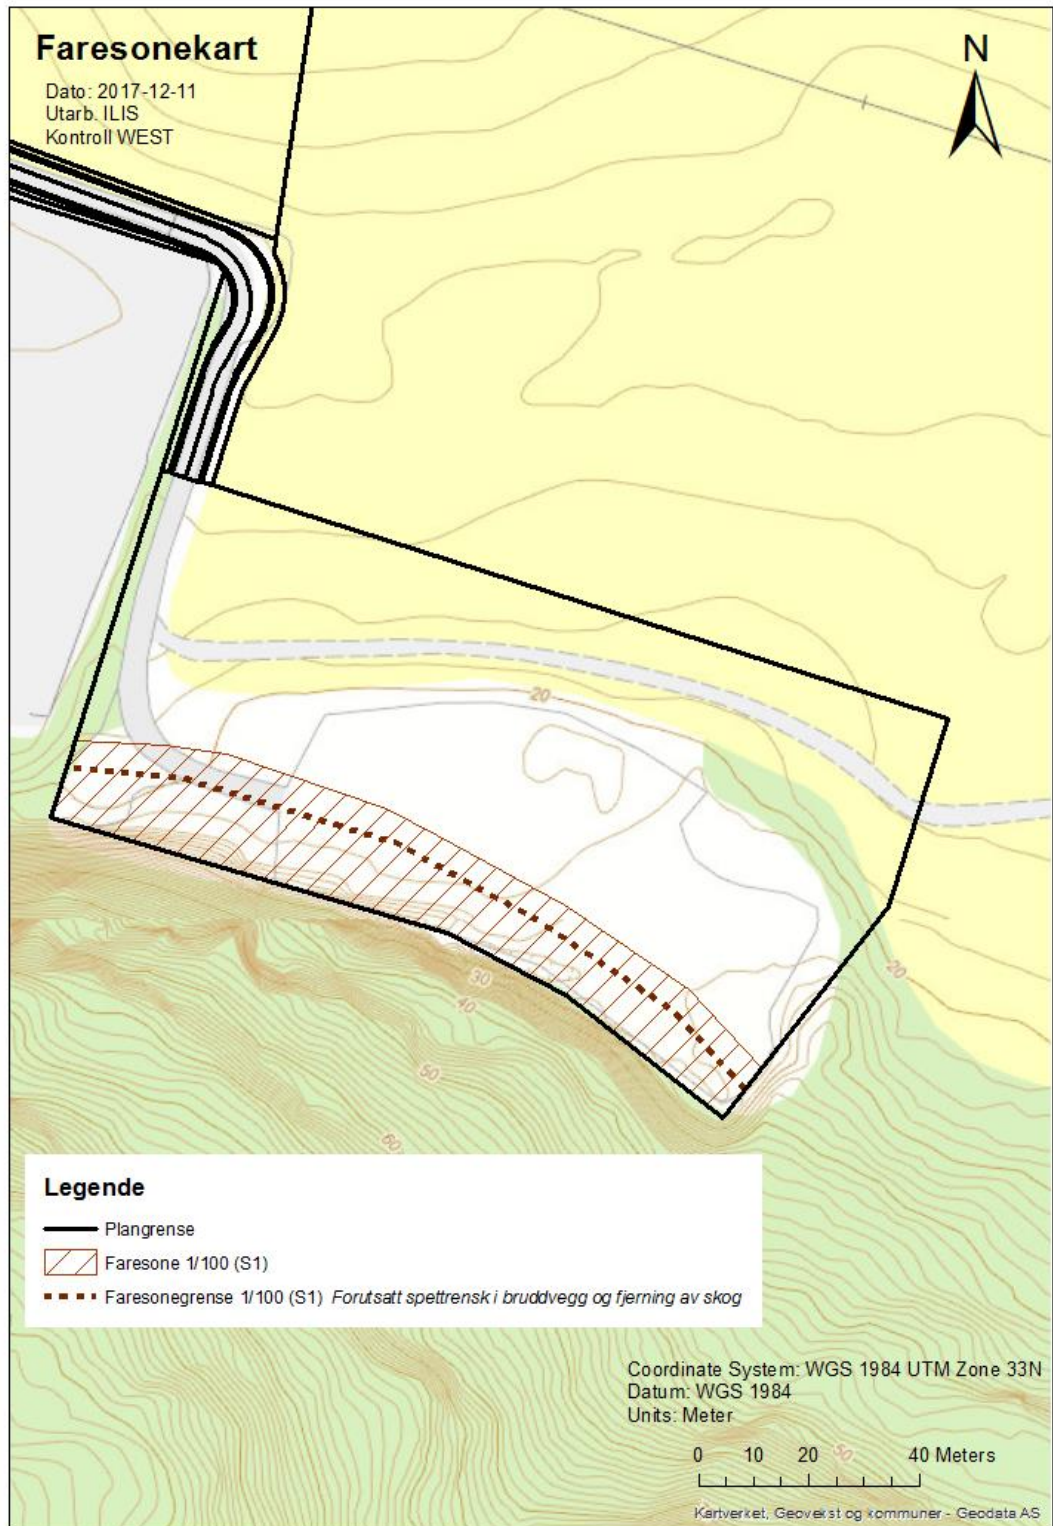 Faresonekart
Dato: 2017-12-11
Utarb. ILIS
Kontroll WEST
N
20
20
30
40
50
60
Legende
Plangrense
Faresone 1/100 (S1)
Faresonegrense 1/100 (S1) Forutsatt spettrensk i bruddvegg og fjerning av skog
Coordinate System: WGS 1984 UTM Zone 33N
Datum: WGS 1984
Units: Meter
0 10 20 40 Meters
50
Kartverket, Geovekst og kommuner - Geodata AS